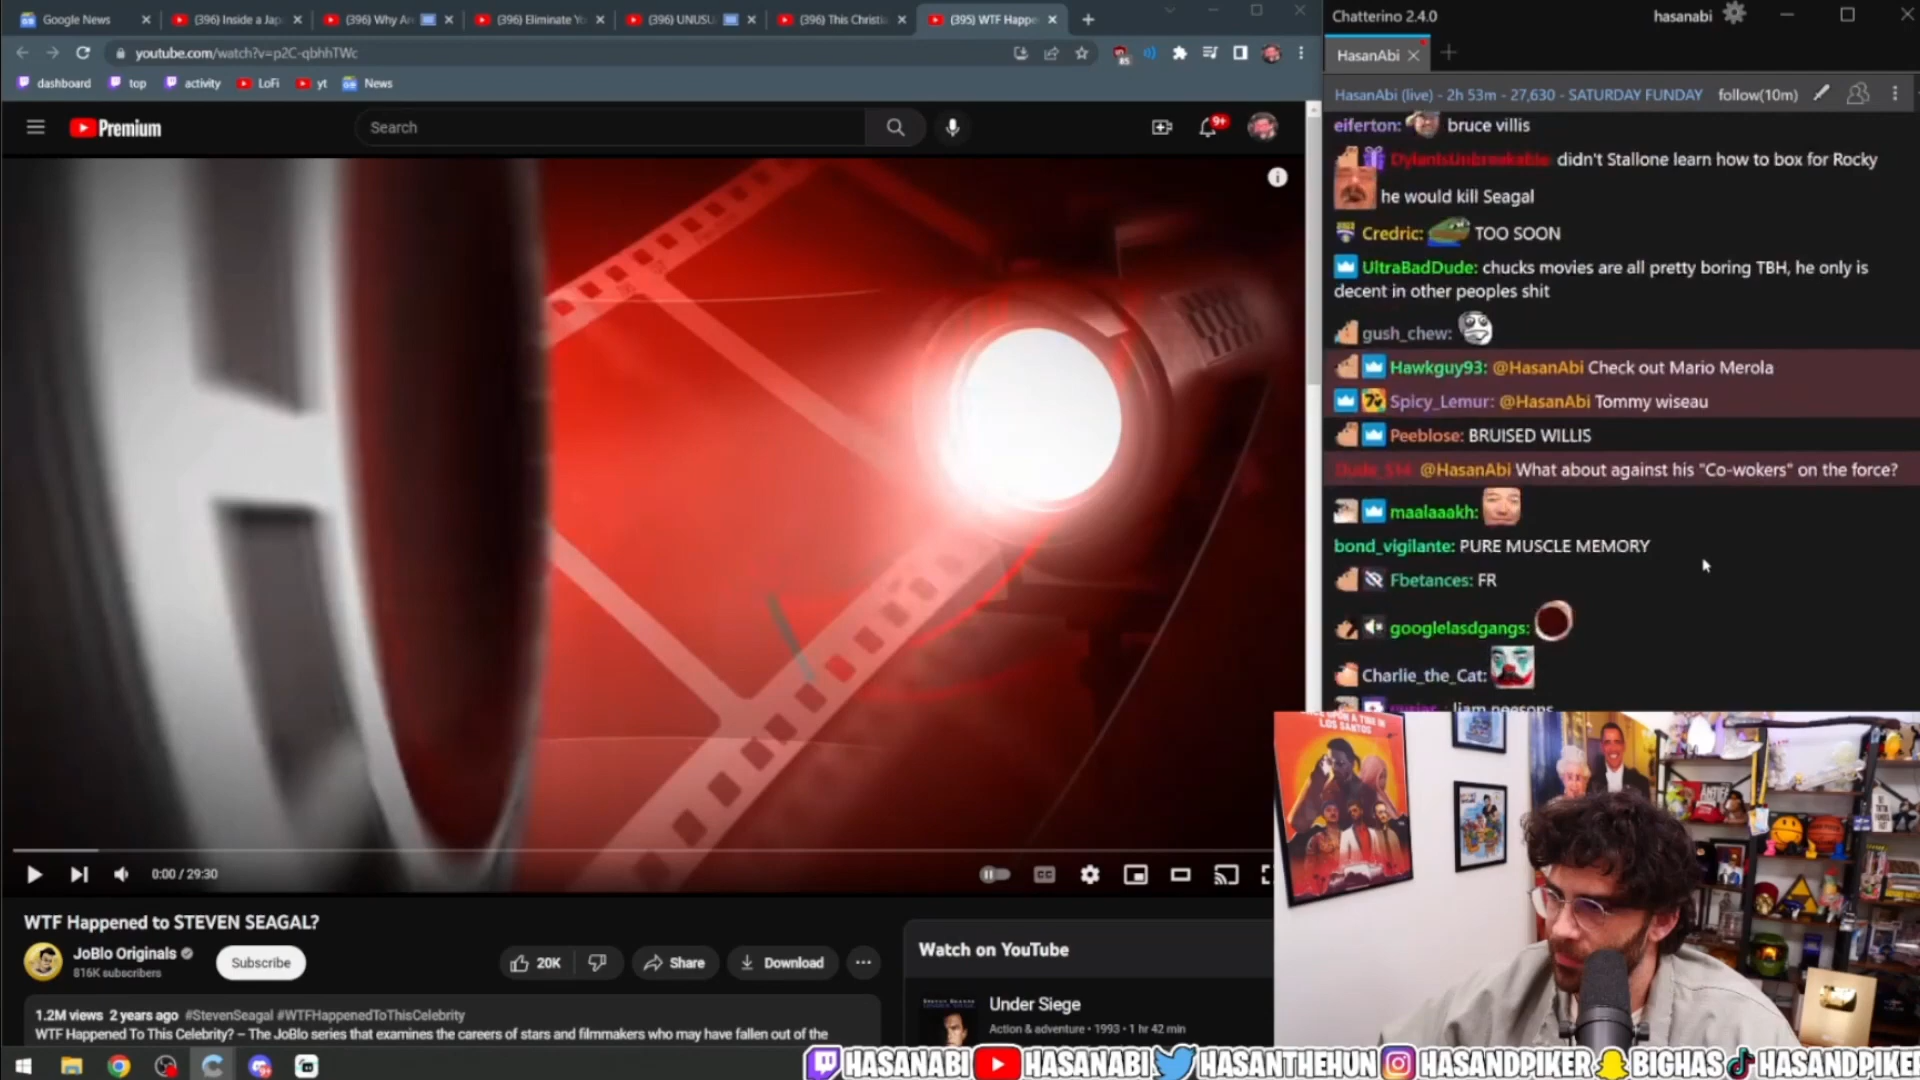 Google News
(396) Inside a Jap
(396) Why Ar
(396) Eliminate Yo
(396) UNUSU
(396) This Christi
(395) WTF Happe
youtube.com/watch?v=p2C-qbhhTWc
85
dashboard
top
activity
LoFi
yt
News
Premium
Search
9+
0:00 / 29:30
CC
WTF Happened to STEVEN SEAGAL?
JoBlo Originals
816K subscribers
Subscribe
20K
Share
Download
1.2M views 2 years ago #StevenSeagal #WTFHappenedToThisCelebrity
WTF Happened To This Celebrity? – The JoBlo series that examines the careers of stars and filmmakers who may have fallen out of the
Watch on YouTube
Under Siege
Action & adventure • 1993 • 1 hr 42 min
Chatterino 2.4.0
hasanabi
HasanAbi
HasanAbi (live) - 2h 53m - 27,630 - SATURDAY FUNDAY
follow(10m)
eiferton: bruce villis
DylanIsUnbreakable: didn't Stallone learn how to box for Rocky
he would kill Seagal
Credric: TOO SOON
UltraBadDude: chucks movies are all pretty boring TBH, he only is
decent in other peoples shit
gush_chew:
Hawkguy93: @HasanAbi Check out Mario Merola
Spicy_Lemur: @HasanAbi Tommy wiseau
Peeblose: BRUISED WILLIS
@HasanAbi What about against his "Co-wokers" on the force?
maalaaakh:
bond_vigilante: PURE MUSCLE MEMORY
Fbetances: FR
googlelasdgangs:
Charlie_the_Cat:
liam neesons
LOS SANTOS
HASANABI
HASANABI
HASANTHEHUN
HASANDPIKER
BIGHAS
HASANDPIKER